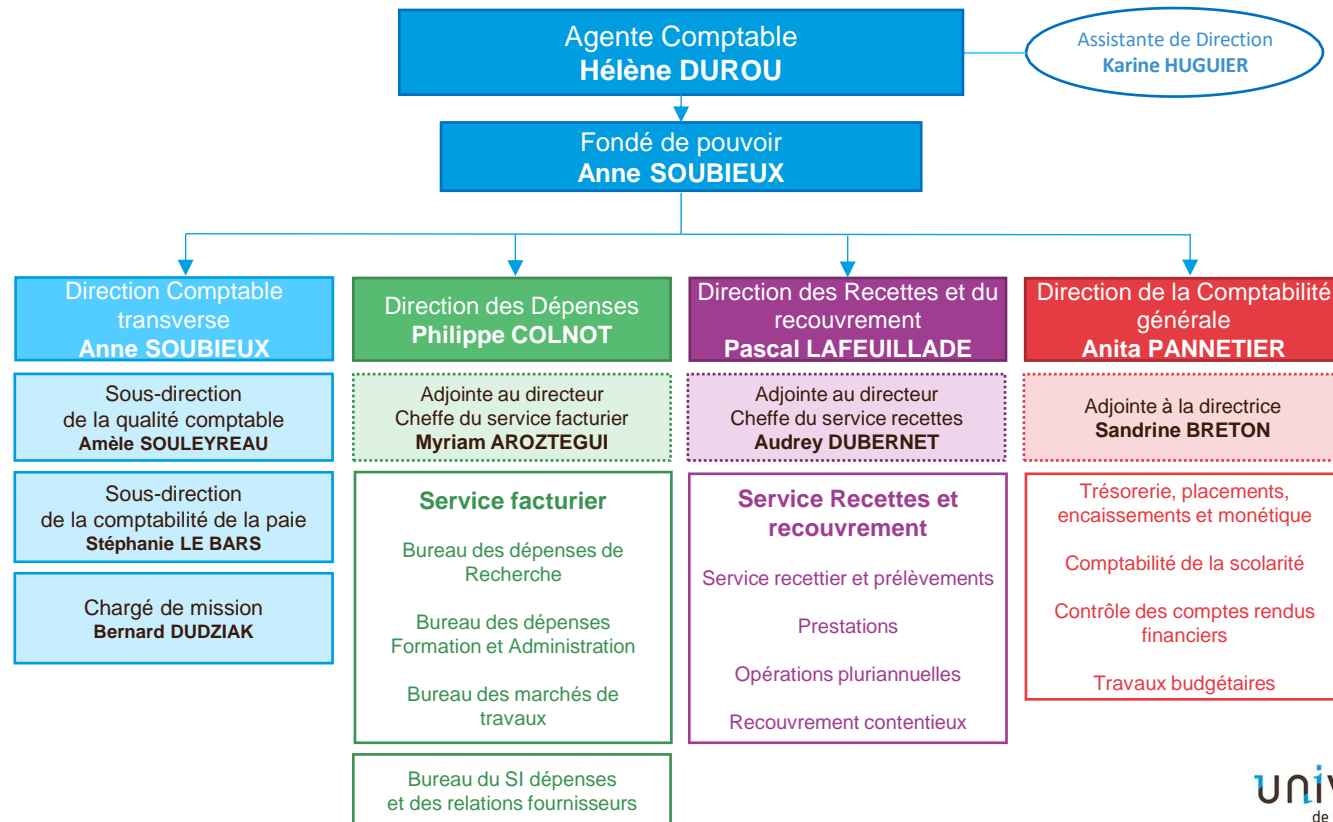 Agente Comptable
Hélène DUROU
Assistante de Direction
Karine HUGUIER
Fondé de pouvoir
Anne SOUBIEUX
Direction Comptable
transverse
Anne SOUBIEUX
Sous-direction
de la qualité comptable
Amèle SOULEYREAU
Sous-direction
de la comptabilité de la paie
Stéphanie LE BARS
Chargé de mission
Bernard DUDZIAK
Direction des Dépenses
Philippe COLNOT
Adjointe au directeur
Cheffe du service facturier
Myriam AROZTEGUI
Service facturier
Bureau des dépenses de
Recherche
Bureau des dépenses
Formation et Administration
Bureau des marchés de
travaux
Bureau du SI dépenses
et des relations fournisseurs
Direction des Recettes et du
recouvrement
Pascal LAFEUILLADE
Adjointe au directeur
Cheffe du service recettes
Audrey DUBERNET
Service Recettes et
recouvrement
Service recettier et prélèvements
Prestations
Opérations pluriannuelles
Recouvrement contentieux
Direction de la Comptabilité
générale
Anita PANNETIER
Adjointe à la directrice
Sandrine BRETON
Trésorerie, placements,
encaissements et monétique
Comptabilité de la scolarité
Contrôle des comptes rendus
financiers
Travaux budgétaires
de